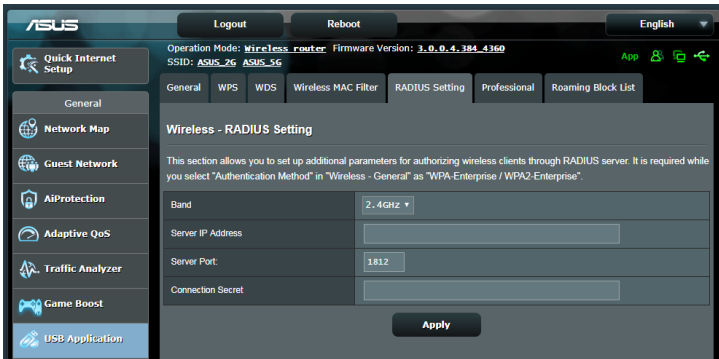 ASUS
Logout
Reboot
English
Operation Mode: Wireless router Firmware Version: 3.0.0.4.384_4360
SSID: ASUS_2G ASUS_5G
App
Quick Internet
Setup
General
Network Map
Guest Network
AiProtection
Adaptive QoS
Traffic Analyzer
Game Boost
USB Application
General WPS WDS Wireless MAC Filter RADIUS Setting Professional Roaming Block List
Wireless - RADIUS Setting
This section allows you to set up additional parameters for authorizing wireless clients through RADIUS server. It is required while
you select "Authentication Method" in "Wireless - General" as "WPA-Enterprise / WPA2-Enterprise".
Band 2.4GHz
Server IP Address
Server Port: 1812
Connection Secret
Apply